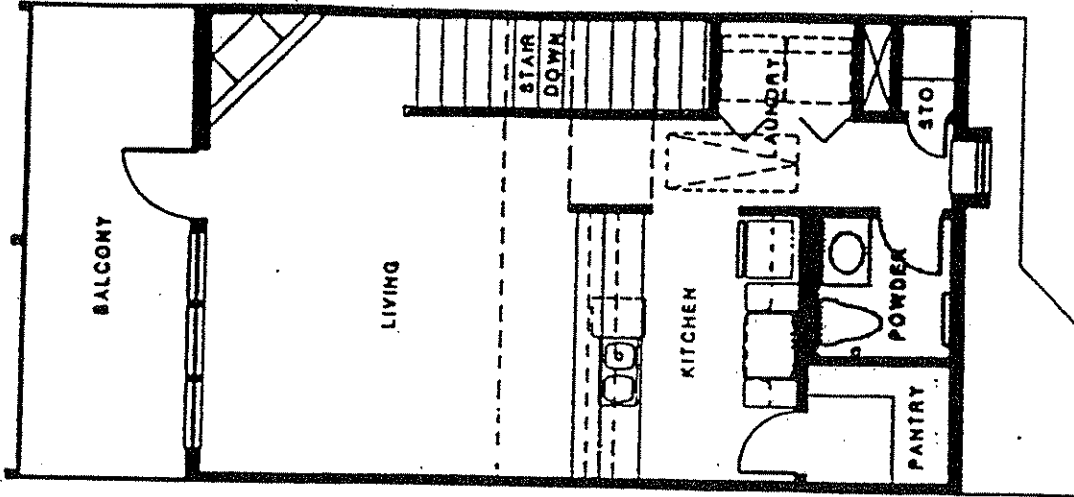 BALCONY
LIVING
STAIR
DOWN
KITCHEN
LAUNDRY
STO.
POWDER
PANTRY